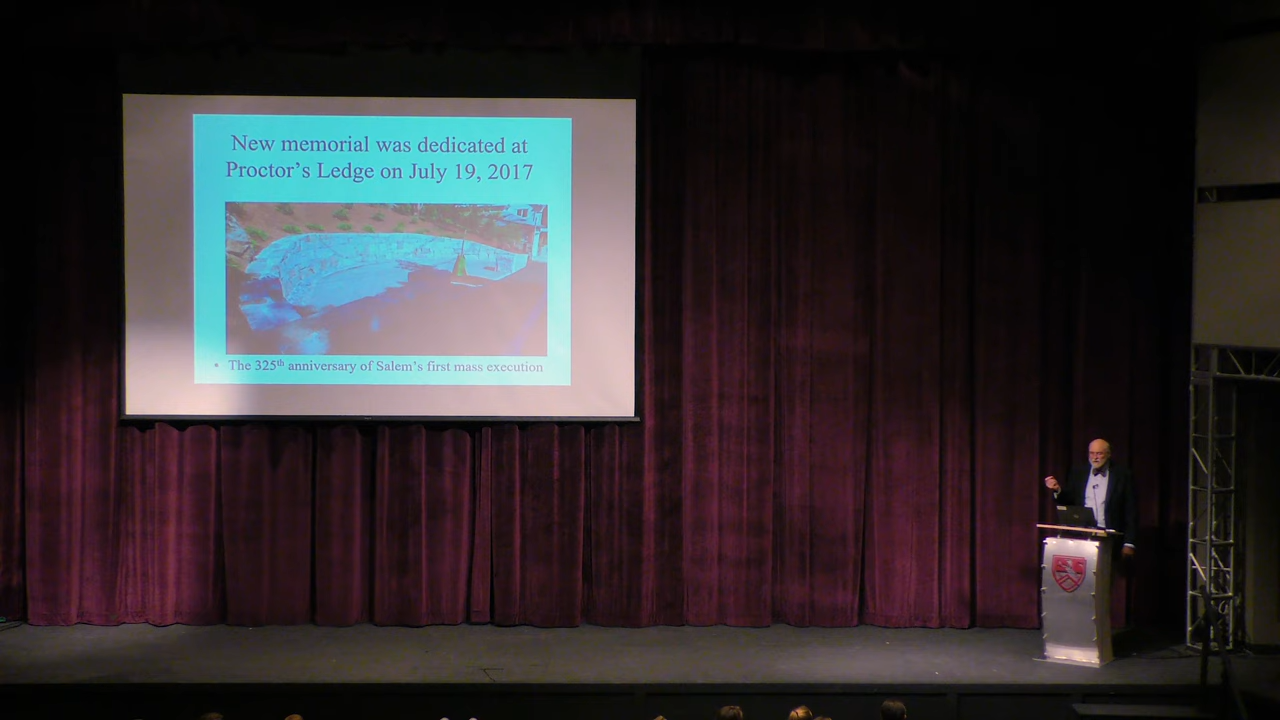 New memorial was dedicated at
Proctor's Ledge on July 19, 2017
• The 325th anniversary of Salem's first mass execution